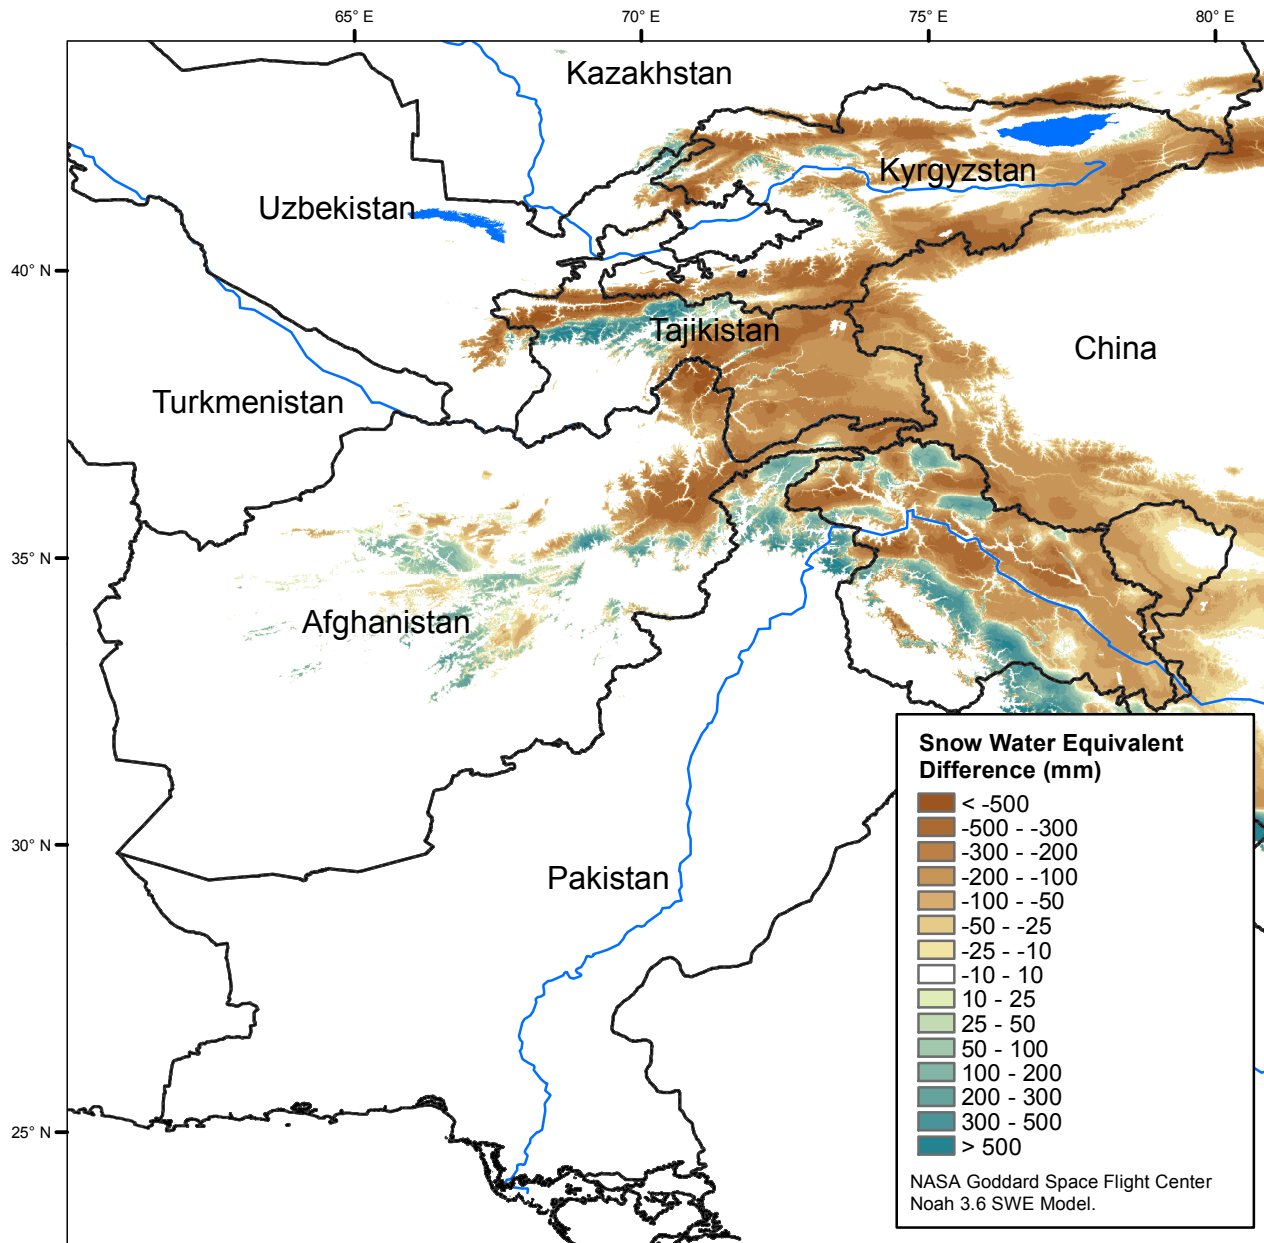 65° E
70° E
75° E
80° E
Kazakhstan
Kyrgyzstan
Uzbekistan
40° N
Tajikistan
China
Turkmenistan
35° N
Afghanistan
Snow Water Equivalent
Difference (mm)
< -500
-500 - -300
-300 - -200
-200 - -100
-100 - -50
-50 - -25
-25 - -10
-10 - 10
10 - 25
25 - 50
50 - 100
100 - 200
200 - 300
300 - 500
> 500
30° N
Pakistan
25° N
NASA Goddard Space Flight Center
Noah 3.6 SWE Model.